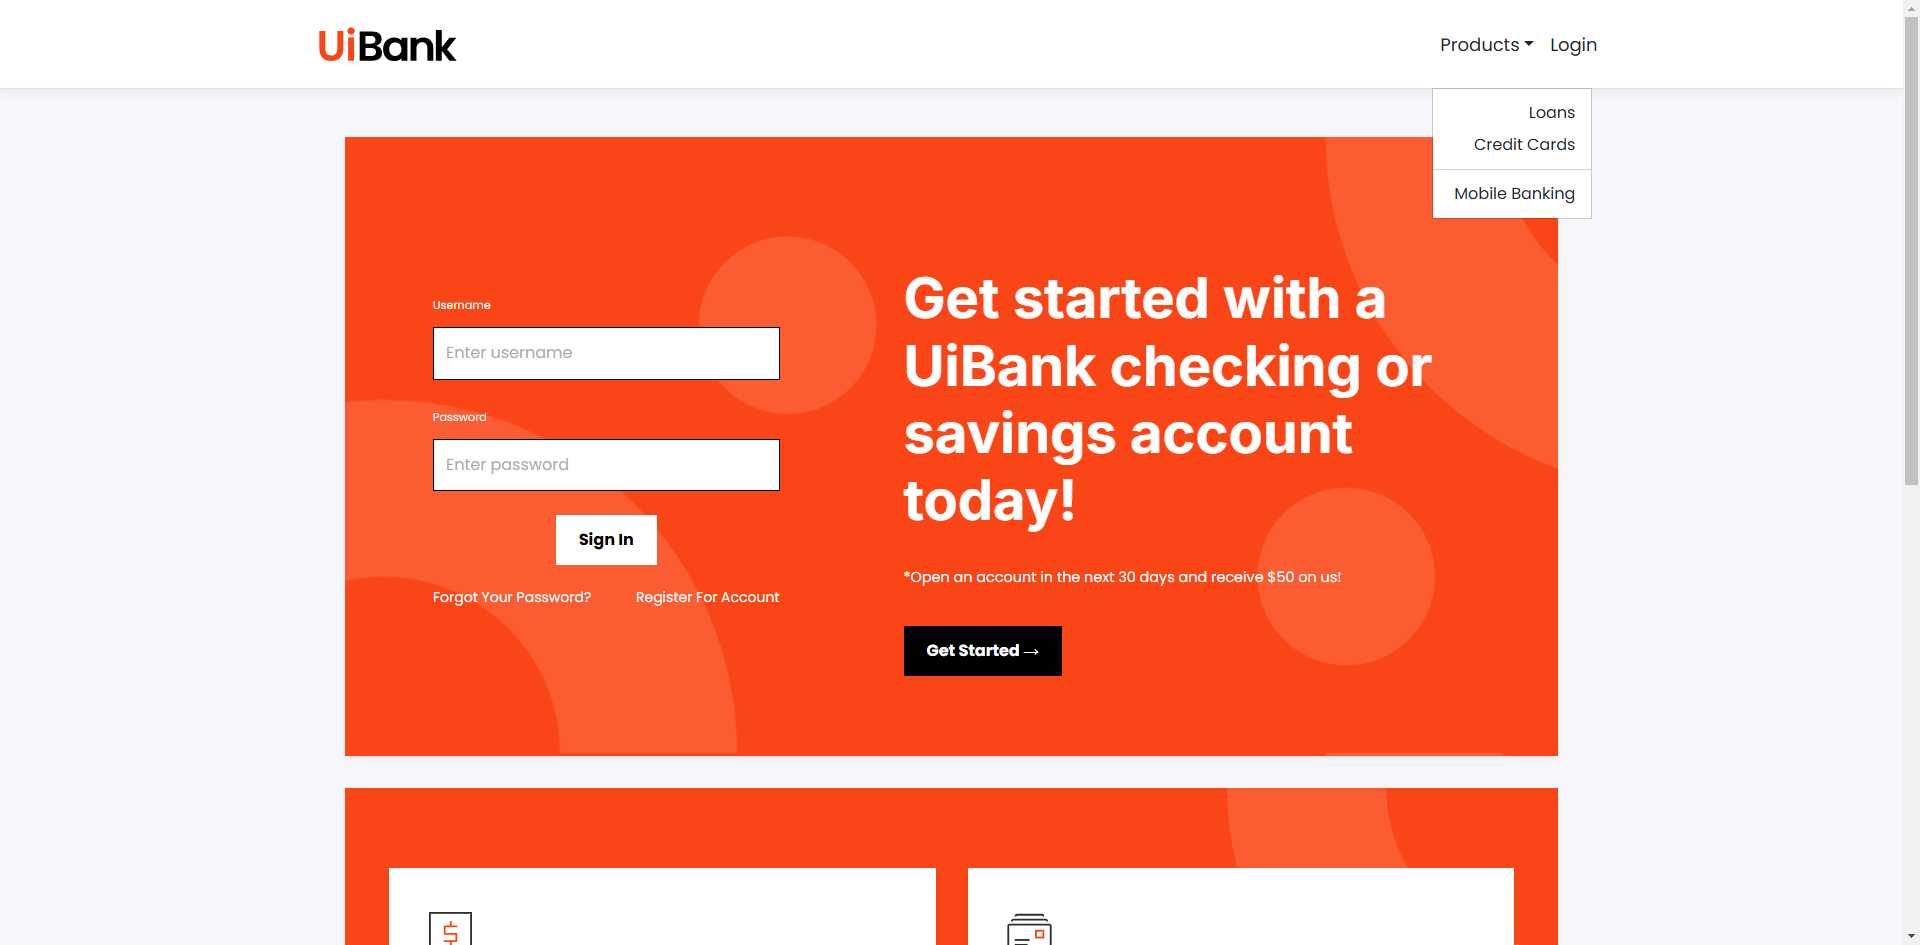 UiBank
Products Login
Loans
Credit Cards
Mobile Banking
Username
Enter username
Password
Enter password
Sign In
Forgot Your Password? Register For Account
Get started with a
UiBank checking or
savings account
today!
*Open an account in the next 30 days and receive $50 on us!
Get Started →